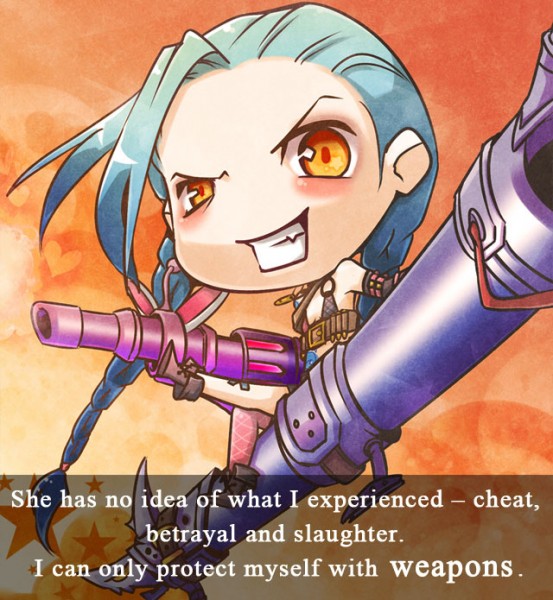 She has no idea of what I experienced – cheat,
betrayal and slaughter.
I can only protect myself with weapons.